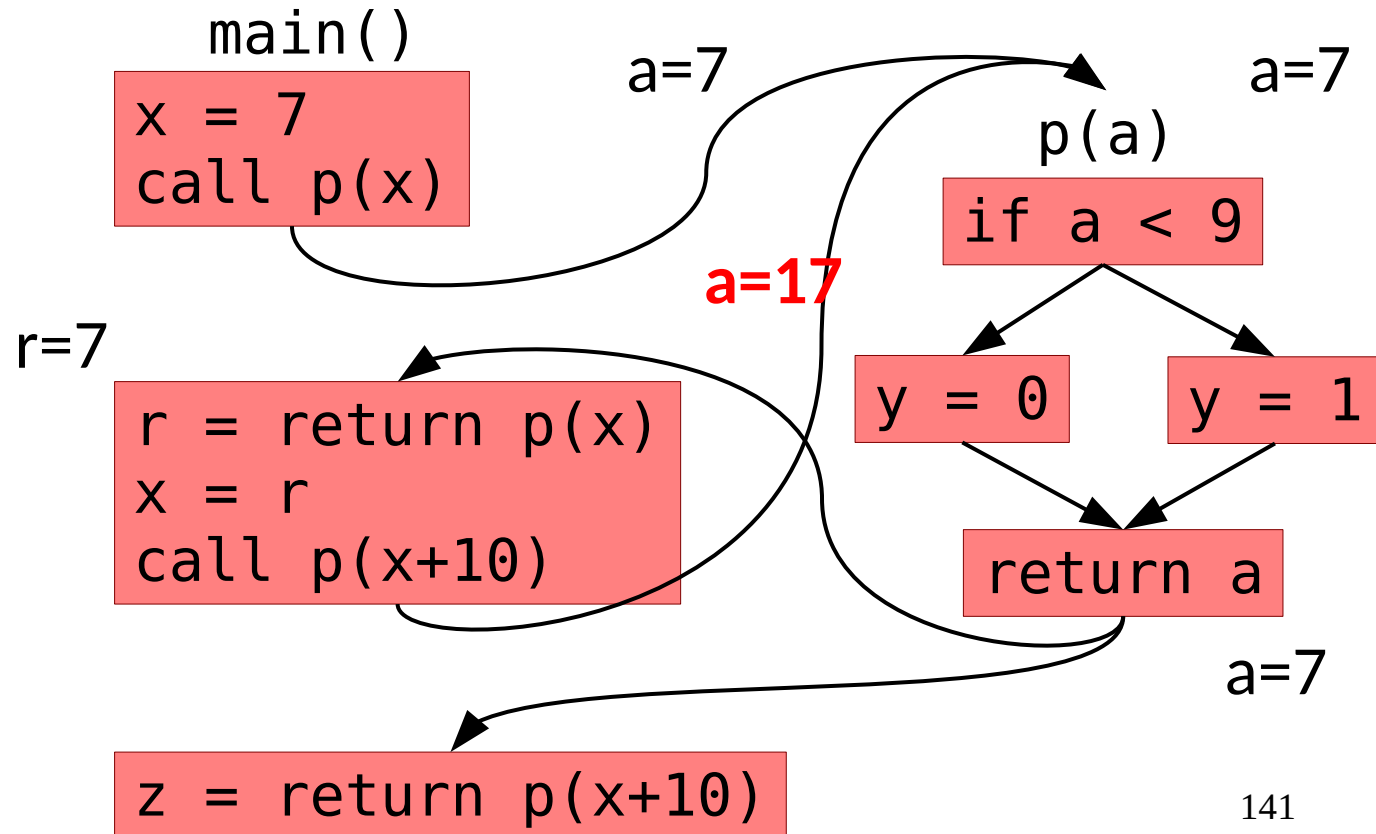 main()
x = 7
call p(x)
a=7
a=7
p(a)
if a < 9
a=17
y = 0
y = 1
r=7
r = return p(x)
x = r
call p(x+10)
return a
a=7
z = return p(x+10)
141